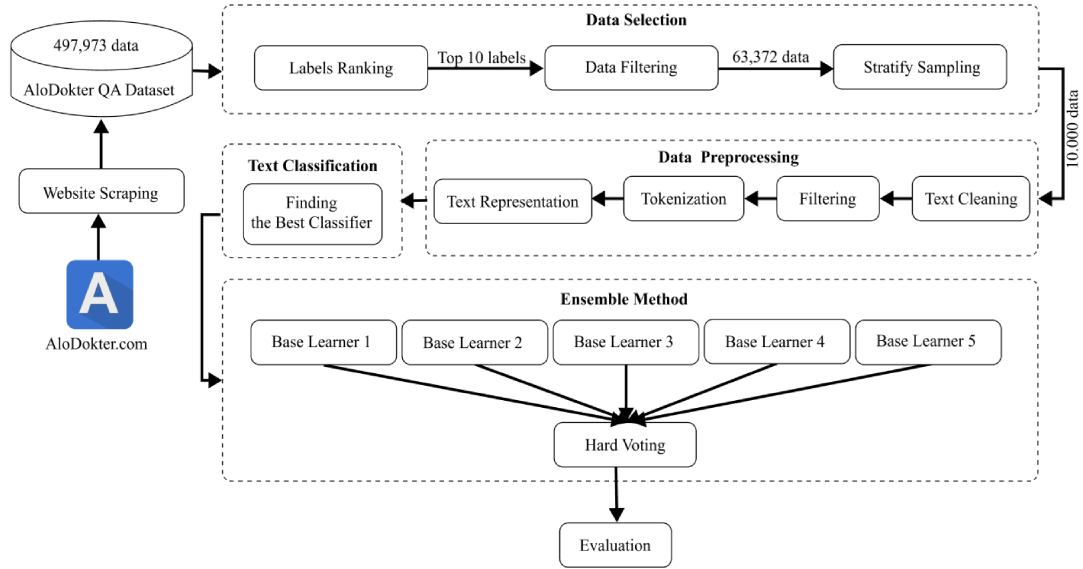 497,973 data
AloDokter QA Dataset
Website Scraping
A
AloDokter.com
Data Selection
Labels Ranking
Top 10 labels
Data Filtering
63,372 data
Stratify Sampling
10.000 data
Data Preprocessing
Text Cleaning
Filtering
Tokenization
Text Representation
Text Classification
Finding
the Best Classifier
Ensemble Method
Base Learner 1
Base Learner 2
Base Learner 3
Base Learner 4
Base Learner 5
Hard Voting
Evaluation